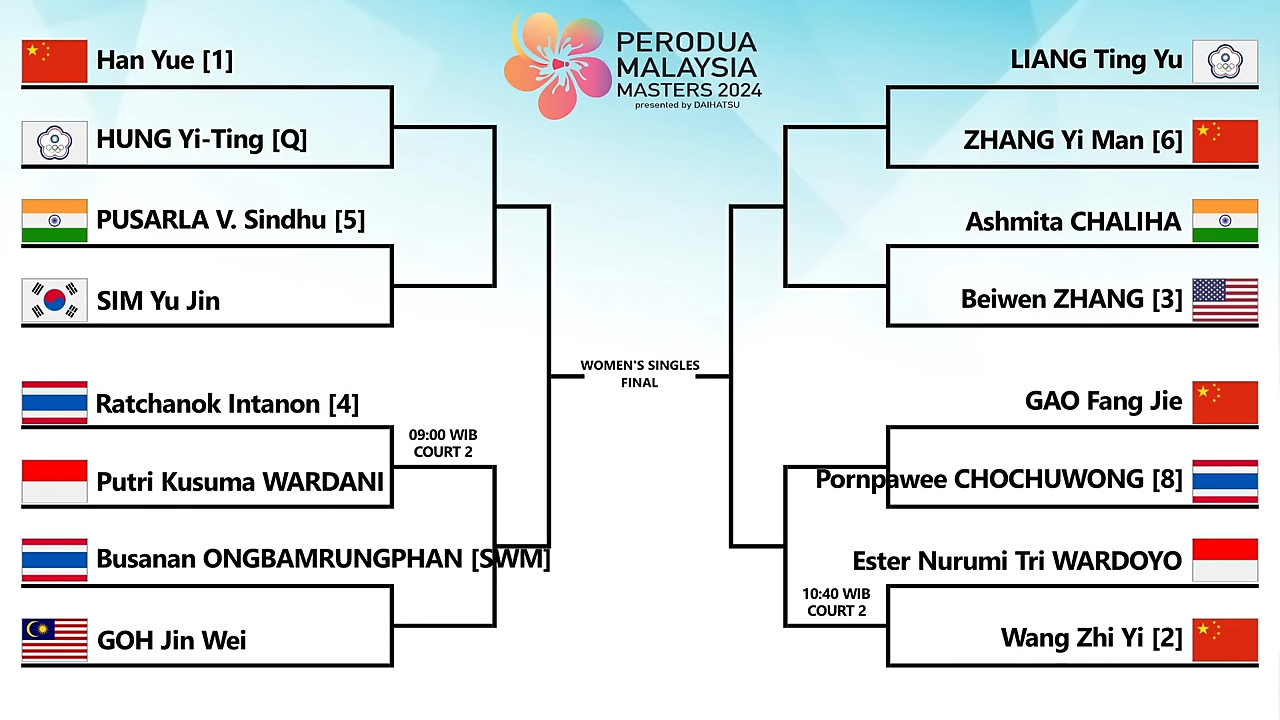 PERODUA
MALAYSIA
MASTERS 2024
presented by DAIHATSU
Han Yue [1]
HUNG Yi-Ting [Q]
PUSARLA V. Sindhu [5]
SIM Yu Jin
Ratchanok Intanon [4]
09:00 WIB
COURT 2
Putri Kusuma WARDANI
Busanan ONGBAMRUNGPHAN [SWM]
GOH Jin Wei
WOMEN'S SINGLES
FINAL
LIANG Ting Yu
ZHANG Yi Man [6]
Ashmita CHALIHA
Beiwen ZHANG [3]
GAO Fang Jie
Pornpawee CHOCHUWONG [8]
Ester Nurumi Tri WARDOYO
10:40 WIB
COURT 2
Wang Zhi Yi [2]